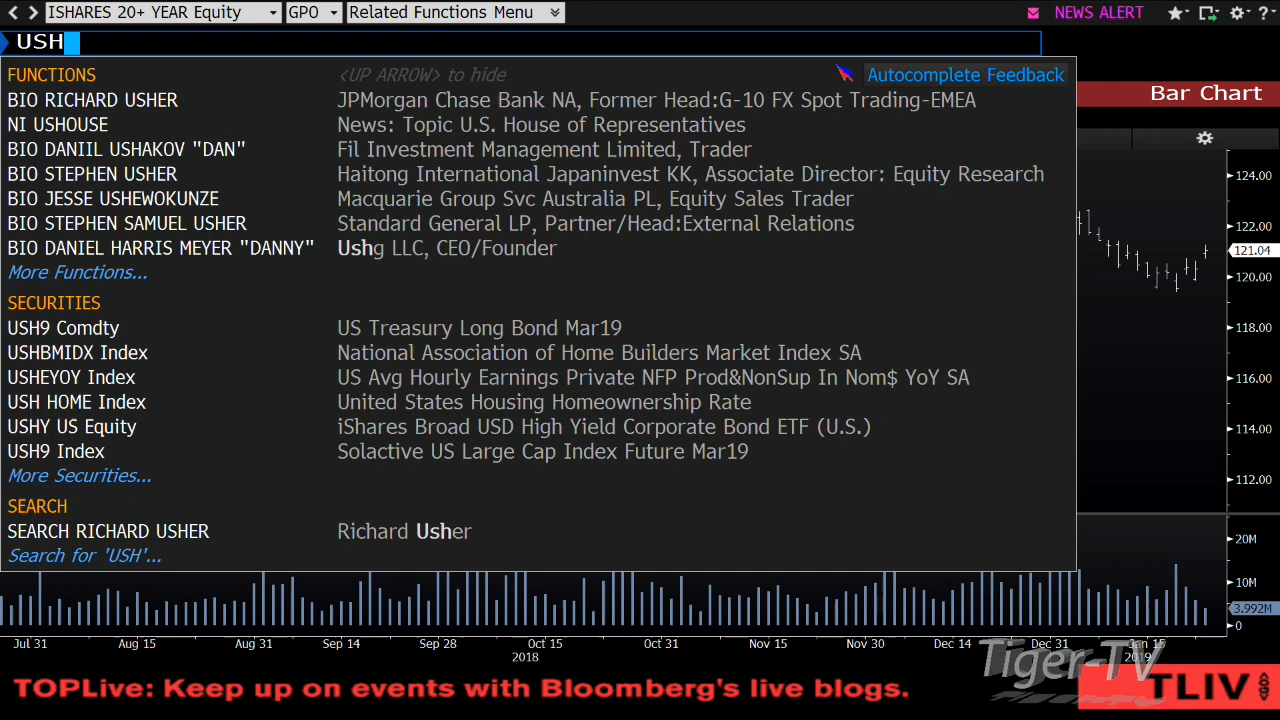 ISHARES 20+ YEAR Equity GPO Related Functions Menu NEWS ALERT ?
USH
FUNCTIONS <UP ARROW> to hide Autocomplete Feedback
BIO RICHARD USHER JPMorgan Chase Bank NA, Former Head:G-10 FX Spot Trading-EMEA
Bar Chart
NI USHOUSE News: Topic U.S. House of Representatives
BIO DANIIL USHAKOV "DAN" Fil Investment Management Limited, Trader
BIO STEPHEN USHER Haitong International Japaninvest KK, Associate Director: Equity Research
124.00
BIO JESSE USHEWOKUNZE Macquarie Group Svc Australia PL, Equity Sales Trader
BIO STEPHEN SAMUEL USHER Standard General LP, Partner/Head:External Relations
122.00
BIO DANIEL HARRIS MEYER "DANNY" Ushg LLC, CEO/Founder
121.04
More Functions...
120.00
SECURITIES
USH9 Comdty US Treasury Long Bond Mar19
118.00
USHBMIDX Index National Association of Home Builders Market Index SA
USHEYOY Index US Avg Hourly Earnings Private NFP Prod&NonSup In Nom$ YoY SA
116.00
USH HOME Index United States Housing Homeownership Rate
USHY US Equity iShares Broad USD High Yield Corporate Bond ETF (U.S.)
114.00
USH9 Index Solactive US Large Cap Index Future Mar19
More Securities...
112.00
SEARCH
SEARCH RICHARD USHER Richard Usher
20M
Search for 'USH'...
10M
3.992M
0
Jul 31 Aug 15 Aug 31 Sep 14 Sep 28 Oct 15 Oct 31 Nov 15 Nov 30 Dec 14 Dec 31 Jan 15
2018 2019
Tiger-TV
TOPLive: Keep up on events with Bloomberg's live blogs. TLIV